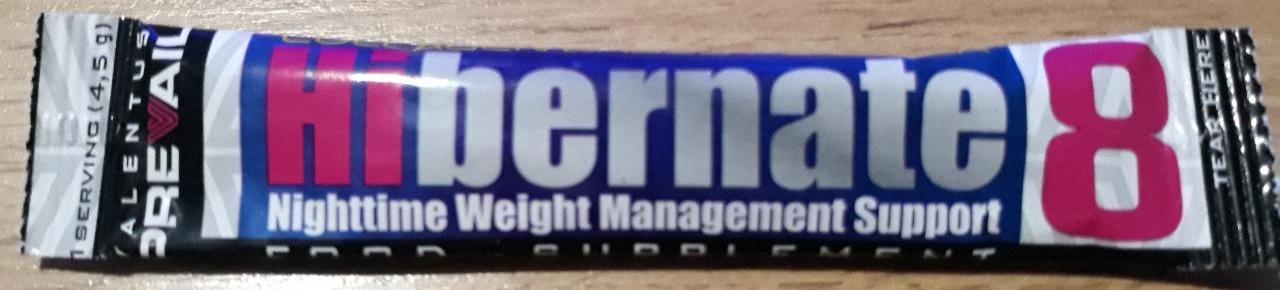 1 SERVING (4,5 g)
VALENTUS
PREVAIL
Hibernate
8
Nighttime Weight Management Support
FOOD SUPPLEMENT
TEAR HERE